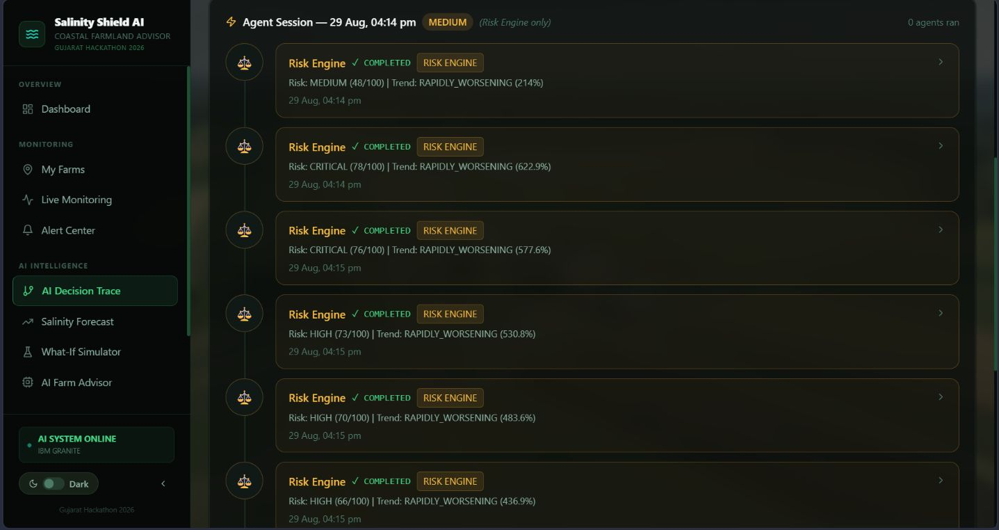 Salinity Shield AI
COASTAL FARMLAND ADVISOR
GUJARAT HACKATHON 2026
OVERVIEW
Dashboard
MONITORING
My Farms
Live Monitoring
Alert Center
AI INTELLIGENCE
AI Decision Trace
Salinity Forecast
What-If Simulator
AI Farm Advisor
AI SYSTEM ONLINE
IBM GRANITE
Dark
Gujarat Hackathon 2026
Agent Session — 29 Aug, 04:14 pm MEDIUM (Risk Engine only) 0 agents ran
Risk Engine ✓ COMPLETED RISK ENGINE
Risk: MEDIUM (48/100) | Trend: RAPIDLY_WORSENING (214%)
29 Aug, 04:14 pm
Risk Engine ✓ COMPLETED RISK ENGINE
Risk: CRITICAL (78/100) | Trend: RAPIDLY_WORSENING (622.9%)
29 Aug, 04:14 pm
Risk Engine ✓ COMPLETED RISK ENGINE
Risk: CRITICAL (76/100) | Trend: RAPIDLY_WORSENING (577.6%)
29 Aug, 04:15 pm
Risk Engine ✓ COMPLETED RISK ENGINE
Risk: HIGH (73/100) | Trend: RAPIDLY_WORSENING (530.8%)
29 Aug, 04:15 pm
Risk Engine ✓ COMPLETED RISK ENGINE
Risk: HIGH (70/100) | Trend: RAPIDLY_WORSENING (483.6%)
29 Aug, 04:15 pm
Risk Engine ✓ COMPLETED RISK ENGINE
Risk: HIGH (66/100) | Trend: RAPIDLY_WORSENING (436.9%)
29 Aug, 04:15 pm